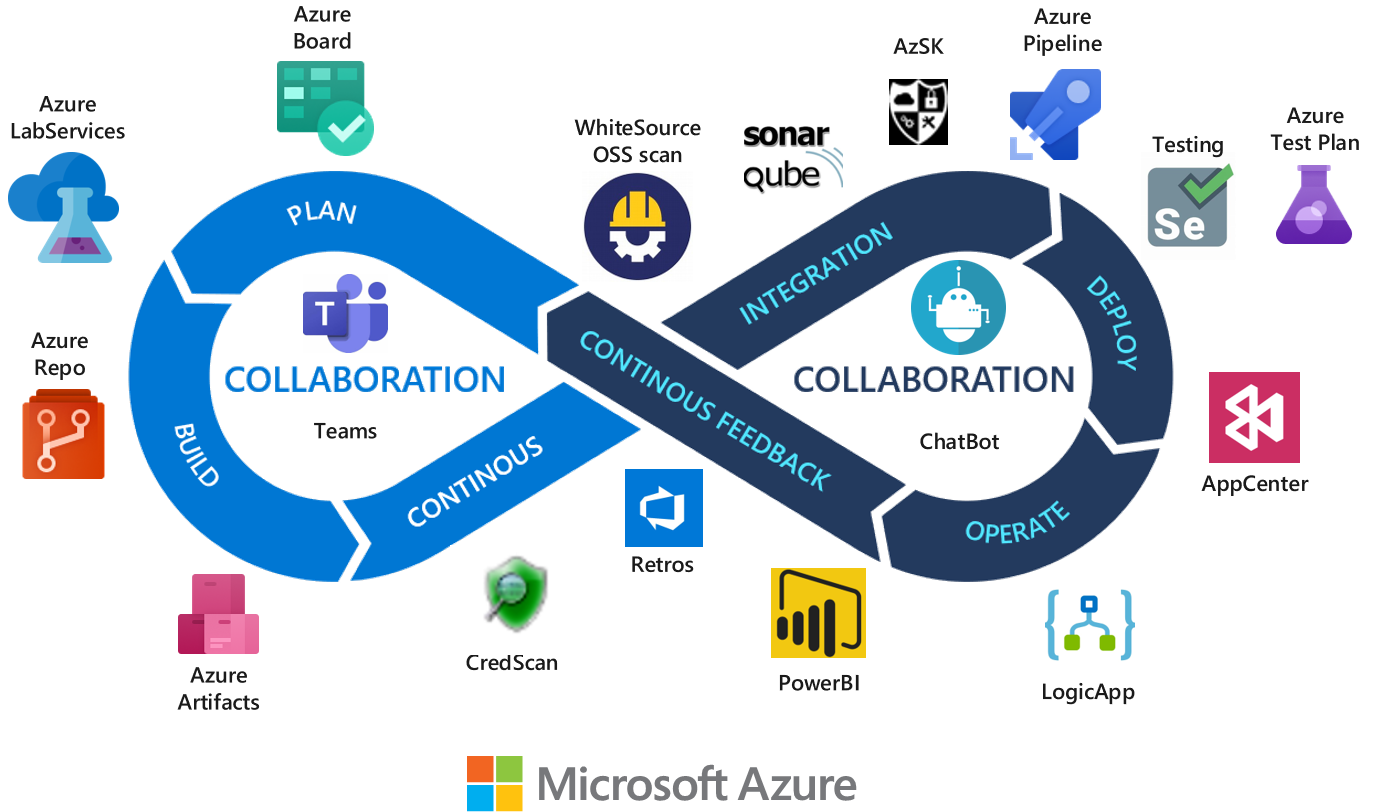 Azure
Board
Azure
LabServices
WhiteSource
OSS scan
sonar
qube
AzSK
Azure
Pipeline
Testing
Se
Azure
Test Plan
PLAN
INTEGRATION
DEPLOY
T
COLLABORATION
Teams
CONTINOUS FEEDBACK
COLLABORATION
ChatBot
Azure
Repo
BUILD
CONTINOUS
OPERATE
AppCenter
Retros
CredScan
Azure
Artifacts
PowerBI
LogicApp
Microsoft Azure